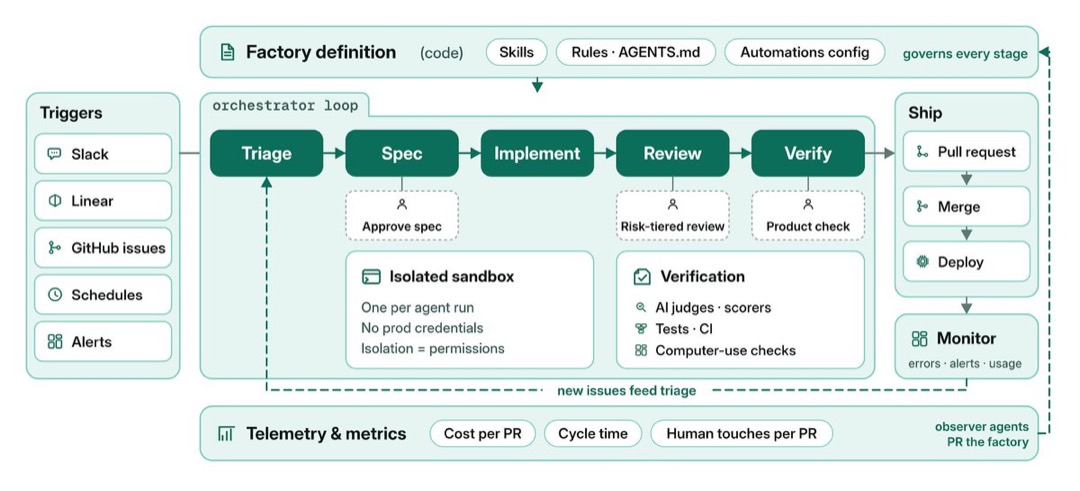 Factory definition (code) Skills Rules · AGENTS.md Automations config governs every stage
Triggers
Slack
Linear
GitHub issues
Schedules
Alerts
orchestrator loop
Triage
Spec
Implement
Review
Verify
Approve spec
Risk-tiered review
Product check
Isolated sandbox
One per agent run
No prod credentials
Isolation = permissions
Verification
AI judges · scorers
Tests · CI
Computer-use checks
Ship
Pull request
Merge
Deploy
Monitor
errors · alerts · usage
new issues feed triage
Telemetry & metrics Cost per PR Cycle time Human touches per PR
observer agents
PR the factory